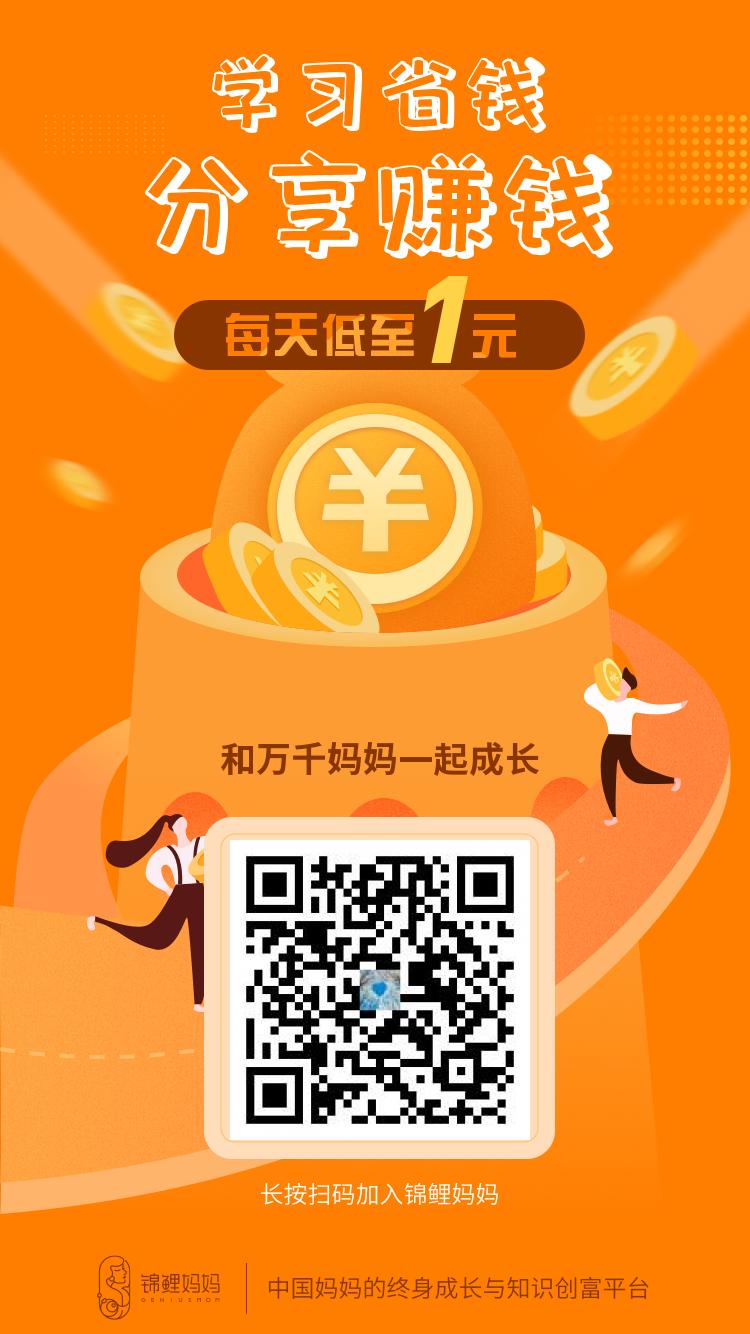 学习省钱
分享赚钱
每天低至1元
和万千妈妈一起成长
长按扫码加入锦鲤妈妈
锦鲤妈妈
GENIUSMOM
中国妈妈的终身成长与知识创富平台